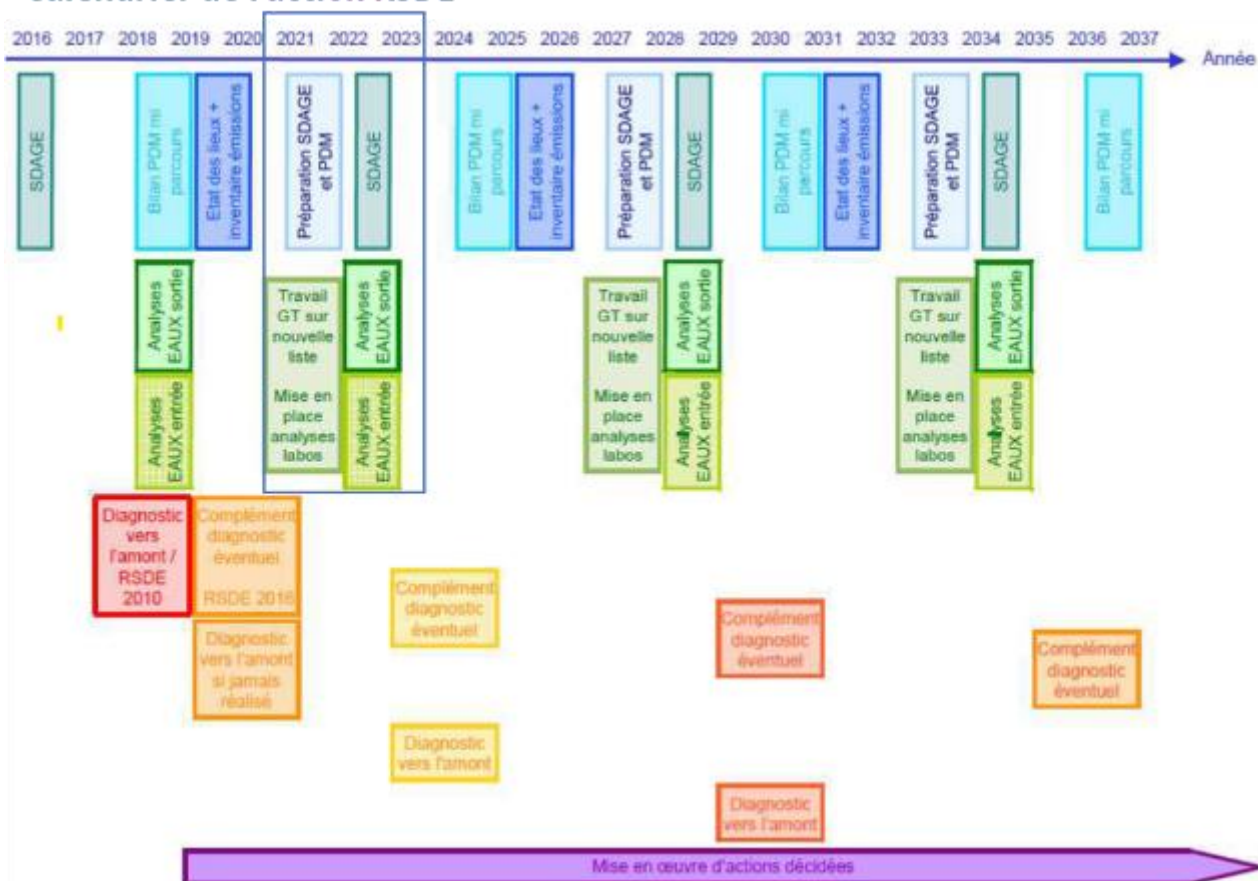 2016 2017 2018 2019 2020 2021 2022 2023 2024 2025 2026 2027 2028 2029 2030 2031 2032 2033 2034 2035 2036 2037
Année
SDAGE
Bilan PDM mi
parcours
Etat des lieux +
inventaire émissions
Préparation SDAGE
et PDM
SDAGE
Bilan PDM mi
parcours
Etat des lieux +
inventaire émissions
Préparation SDAGE
et PDM
SDAGE
Bilan PDM mi
parcours
Etat des lieux +
inventaire émissions
Préparation SDAGE
et PDM
SDAGE
Bilan PDM mi
parcours
Analyses
EAUX sortie
Analyses
EAUX entrée
Travail
GT sur
nouvelle
liste
Mise en
place
analyses
labos
Analyses
EAUX sortie
Analyses
EAUX entrée
Travail
GT sur
nouvelle
liste
Mise en
place
analyses
labos
Analyses
EAUX sortie
Analyses
EAUX entrée
Travail
GT sur
nouvelle
liste
Mise en
place
analyses
labos
Analyses
EAUX sortie
Analyses
EAUX entrée
Diagnostic
vers
l'amont /
RSDE
2010
Complément
diagnostic
éventuel
RSDE 2016
Diagnostic
vers l'amont
si jamais
réalisé
Complément
diagnostic
éventuel
Diagnostic
vers l'amont
Complément
diagnostic
éventuel
Diagnostic
vers l'amont
Complément
diagnostic
éventuel
Mise en œuvre d'actions décidées